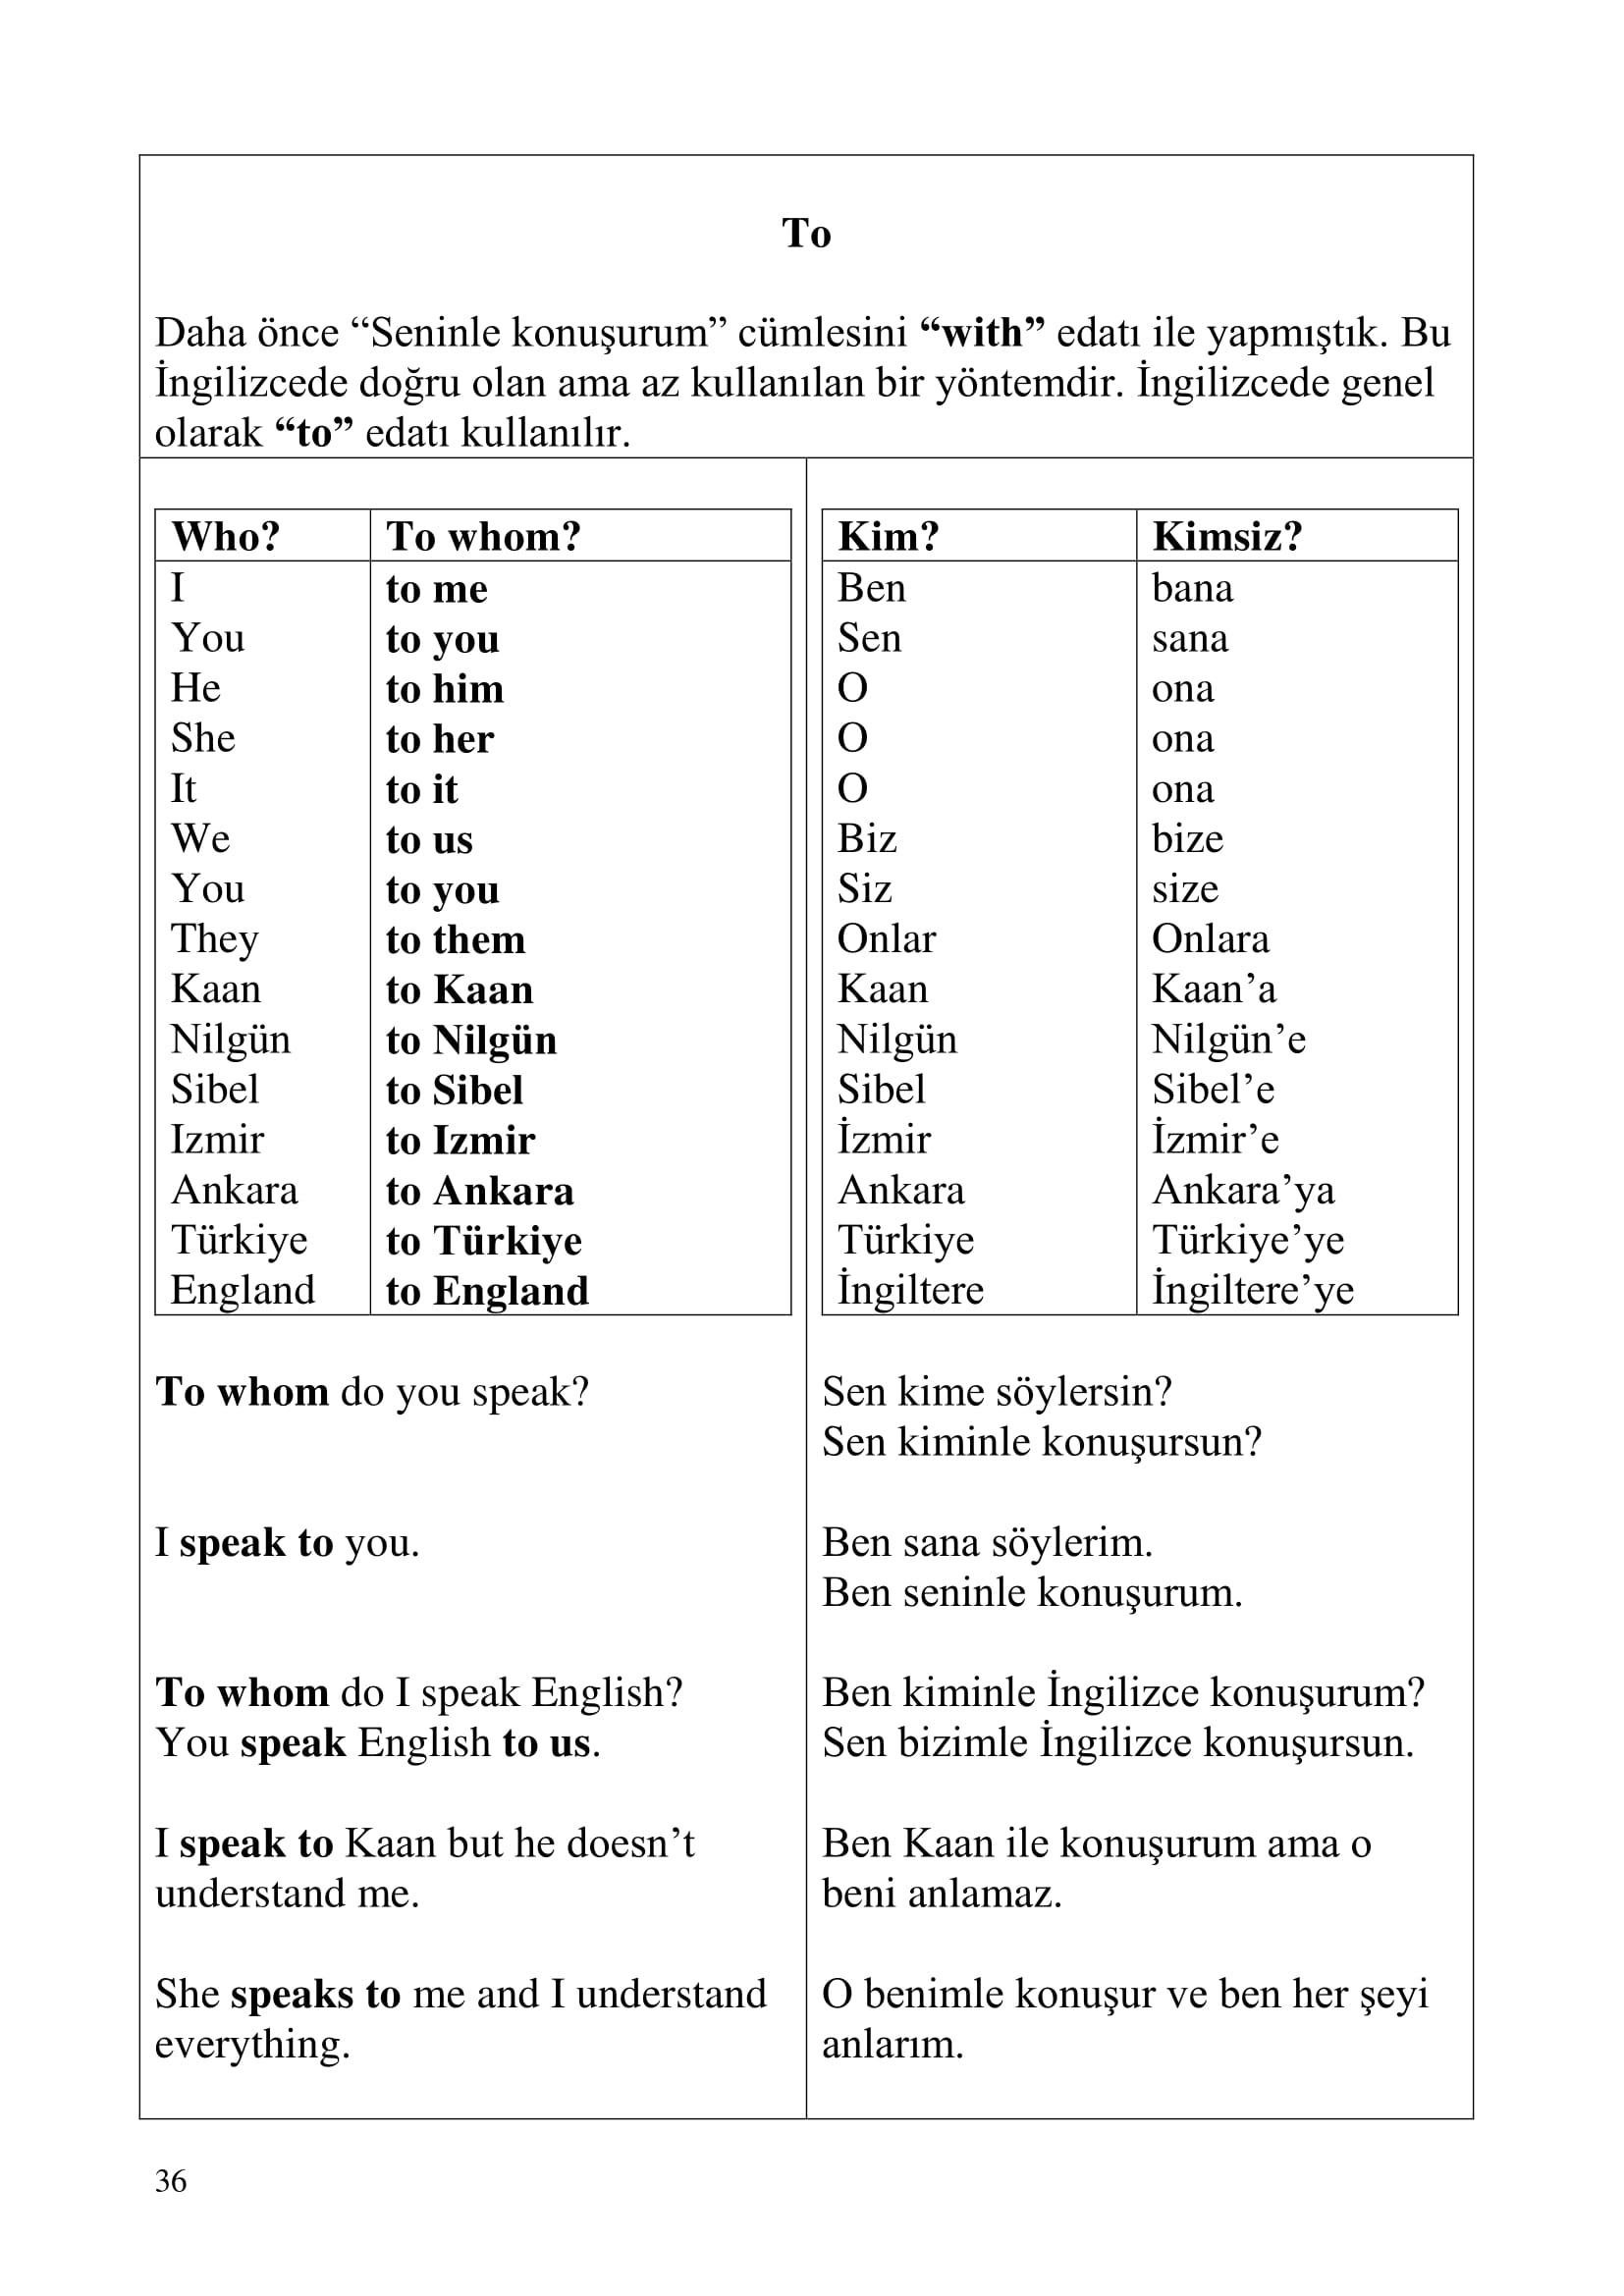 To
Daha önce “Seninle konuşurum” cümlesini “with” edatı ile yapmıştık. Bu
İngilizcede doğru olan ama az kullanılan bir yöntemdir. İngilizcede genel
olarak “to” edatı kullanılır.
Who? To whom?
I to me
You to you
He to him
She to her
It to it
We to us
You to you
They to them
Kaan to Kaan
Nilgün to Nilgün
Sibel to Sibel
Izmir to Izmir
Ankara to Ankara
Türkiye to Türkiye
England to England
To whom do you speak?
I speak to you.
To whom do I speak English?
You speak English to us.
I speak to Kaan but he doesn’t
understand me.
She speaks to me and I understand
everything.
Kim? Kimsiz?
Ben bana
Sen sana
O ona
O ona
O ona
Biz bize
Siz size
Onlar Onlara
Kaan Kaan’a
Nilgün Nilgün’e
Sibel Sibel’e
İzmir İzmir’e
Ankara Ankara’ya
Türkiye Türkiye’ye
İngiltere İngiltere’ye
Sen kime söylersin?
Sen kiminle konuşursun?
Ben sana söylerim.
Ben seninle konuşurum.
Ben kiminle İngilizce konuşurum?
Sen bizimle İngilizce konuşursun.
Ben Kaan ile konuşurum ama o
beni anlamaz.
O benimle konuşur ve ben her şeyi
anlarım.
36